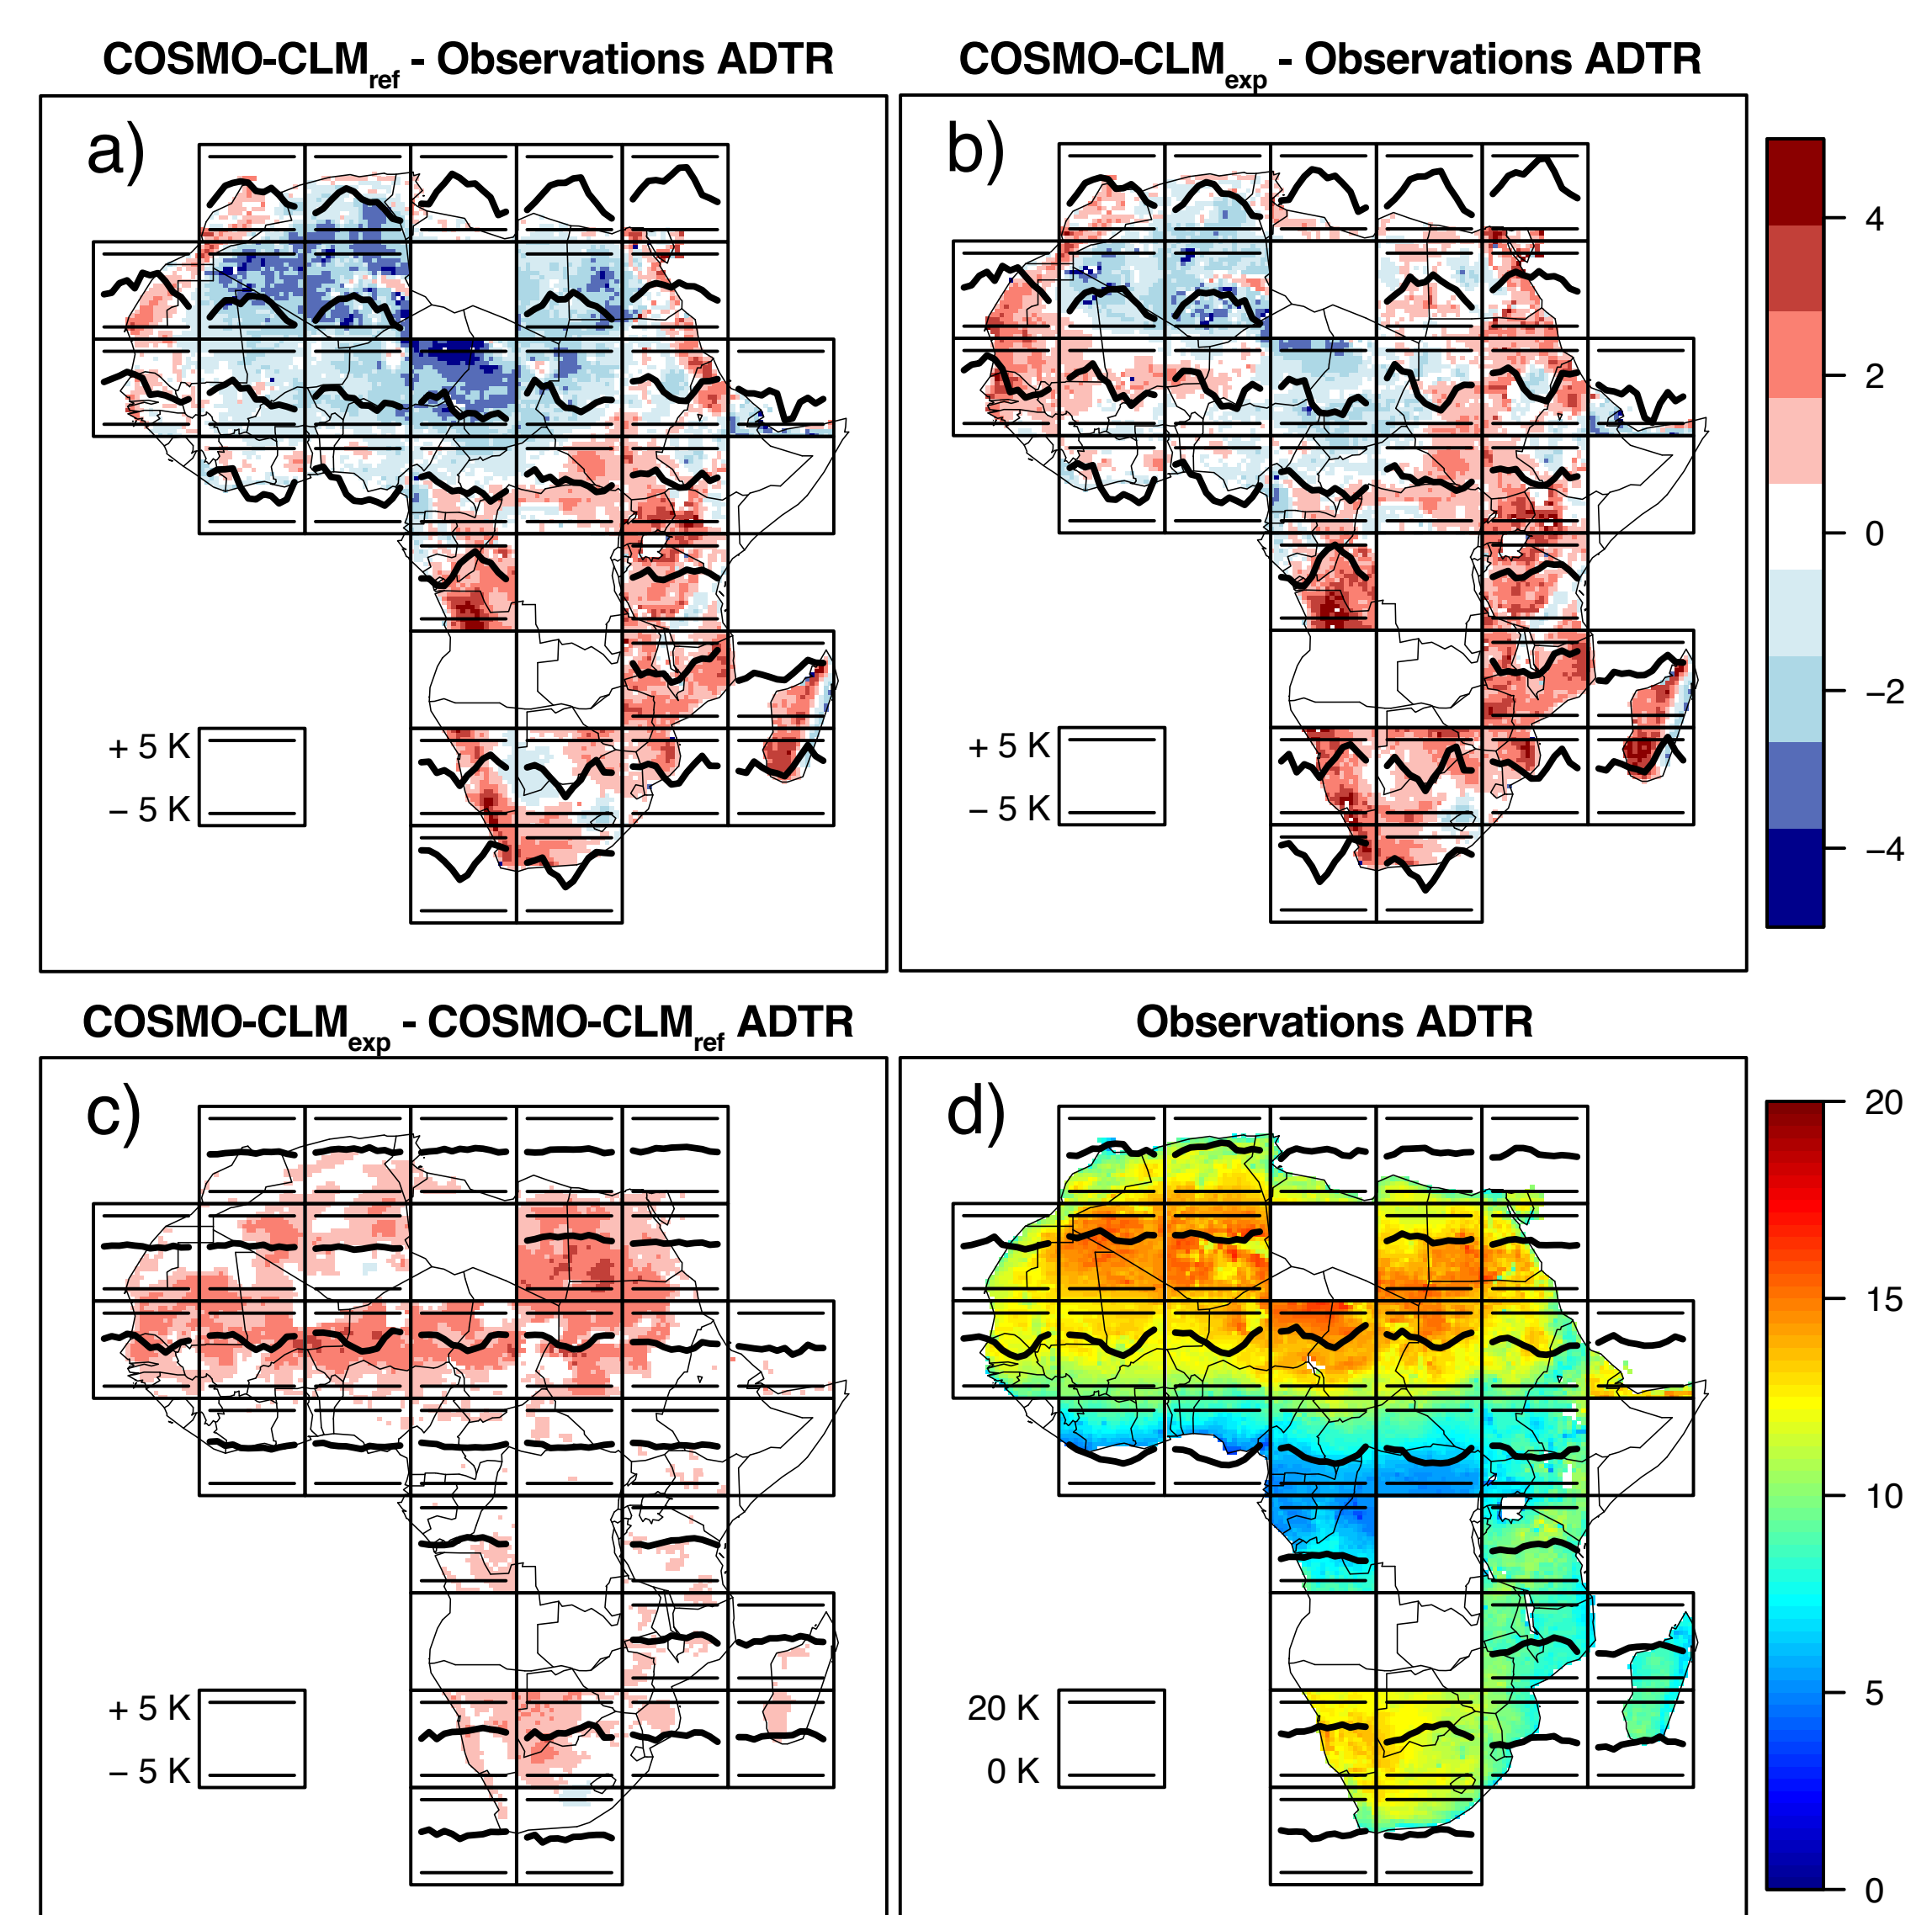 COSMO-CLMref - Observations ADTR
COSMO-CLMexp - Observations ADTR
a)
b)
+ 5 K
− 5 K
+ 5 K
− 5 K
4
2
0
−2
−4
COSMO-CLMexp - COSMO-CLMref ADTR
Observations ADTR
c)
d)
+ 5 K
− 5 K
20 K
0 K
20
15
10
5
0